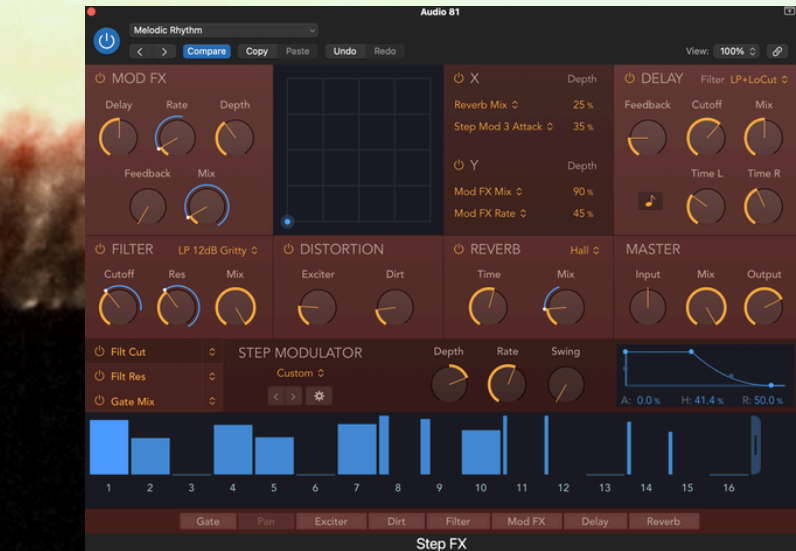 Audio 81
Melodic Rhythm
Compare Copy Paste Undo Redo View: 100%
MOD FX
Delay Rate Depth
Feedback Mix
X Depth
Reverb Mix 25 %
Step Mod 3 Attack 35 %
Y Depth
Mod FX Mix 90 %
Mod FX Rate 45 %
DELAY Filter LP+LoCut
Feedback Cutoff Mix
Time L Time R
FILTER LP 12dB Gritty
Cutoff Res Mix
DISTORTION
Exciter Dirt
REVERB Hall
Time Mix
MASTER
Input Mix Output
Filt Cut
Filt Res
Gate Mix
STEP MODULATOR
Custom
Depth Rate Swing
A: 0.0 % H: 41.4 % R: 50.0 %
1 2 3 4 5 6 7 8 9 10 11 12 13 14 15 16
Gate Pan Exciter Dirt Filter Mod FX Delay Reverb
Step FX